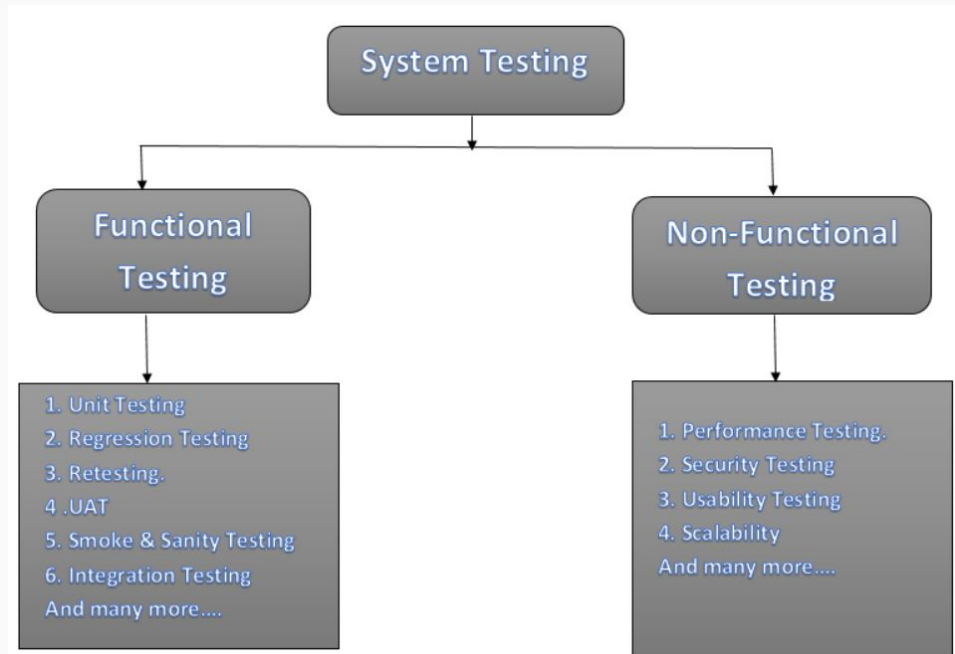 System Testing
Functional
Testing
Non-Functional
Testing
1. Unit Testing
2. Regression Testing
3. Retesting.
4 .UAT
5. Smoke & Sanity Testing
6. Integration Testing
And many more....
1. Performance Testing.
2. Security Testing
3. Usability Testing
4. Scalability
And many more....